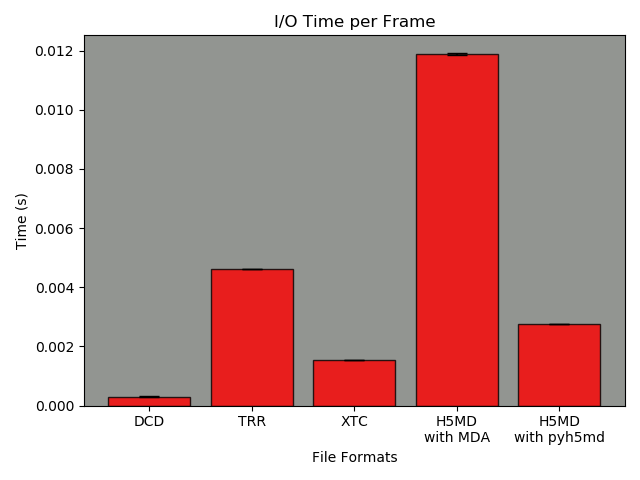 I/O Time per Frame
Time (s)
0.012
0.010
0.008
0.006
0.004
0.002
0.000
DCD
TRR
XTC
H5MD
with MDA
H5MD
with pyh5md
File Formats